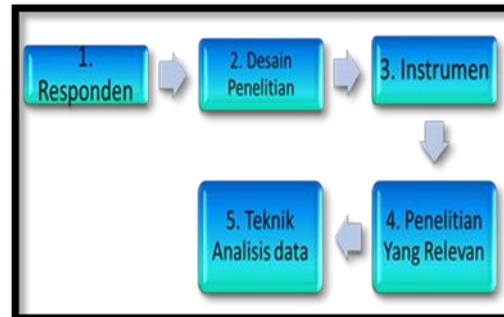 1.
Responden
2. Desain
Penelitian
3. Instrumen
4. Penelitian
Yang Relevan
5. Teknik
Analisis data